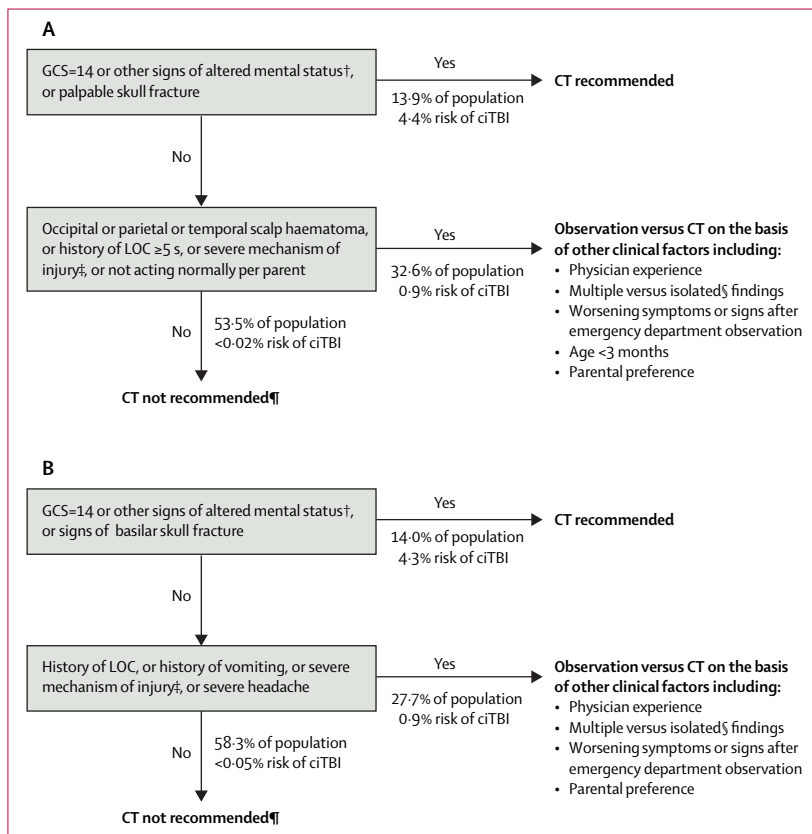 A
GCS=14 or other signs of altered mental status†,
or palpable skull fracture
Yes
13·9% of population
4·4% risk of ciTBI
CT recommended
No
Occipital or parietal or temporal scalp haematoma,
or history of LOC ≥5 s, or severe mechanism of
injury‡, or not acting normally per parent
Yes
32·6% of population
0·9% risk of ciTBI
Observation versus CT on the basis
of other clinical factors including:
• Physician experience
• Multiple versus isolated§ findings
• Worsening symptoms or signs after
emergency department observation
• Age <3 months
• Parental preference
No
53·5% of population
<0·02% risk of ciTBI
CT not recommended¶
B
GCS=14 or other signs of altered mental status†,
or signs of basilar skull fracture
Yes
14·0% of population
4·3% risk of ciTBI
CT recommended
No
History of LOC, or history of vomiting, or severe
mechanism of injury‡, or severe headache
Yes
27·7% of population
0·9% risk of ciTBI
Observation versus CT on the basis
of other clinical factors including:
• Physician experience
• Multiple versus isolated§ findings
• Worsening symptoms or signs after
emergency department observation
• Parental preference
No
58·3% of population
<0·05% risk of ciTBI
CT not recommended¶